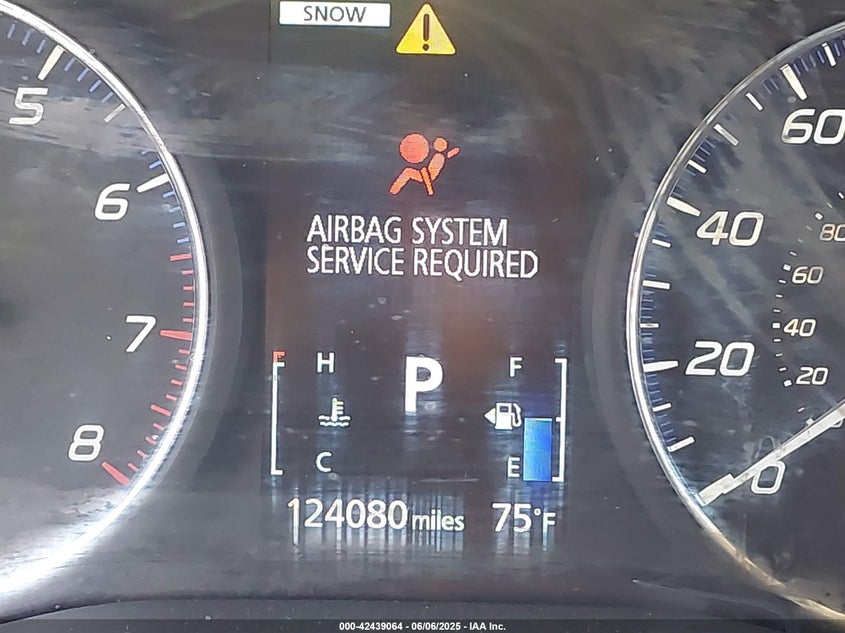 SNOW
5
6
7
8
AIRBAG SYSTEM
SERVICE REQUIRED
H
C
P
F
E
124080 miles
75°F
60
40
20
0
80
60
40
20
000-42439064 - 06/06/2025 - IAA Inc.